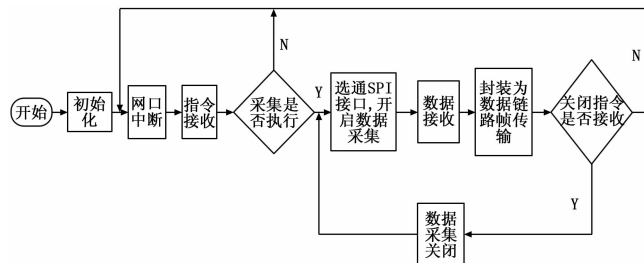 N
N
开始
初始
化
网口
中断
指令
接收
采集是
否执行
Y
选通SPI
接口,开
启数据
采集
数据
接收
封装为
数据链
路帧传
输
关闭指令
是否接收
Y
数据
采集
关闭